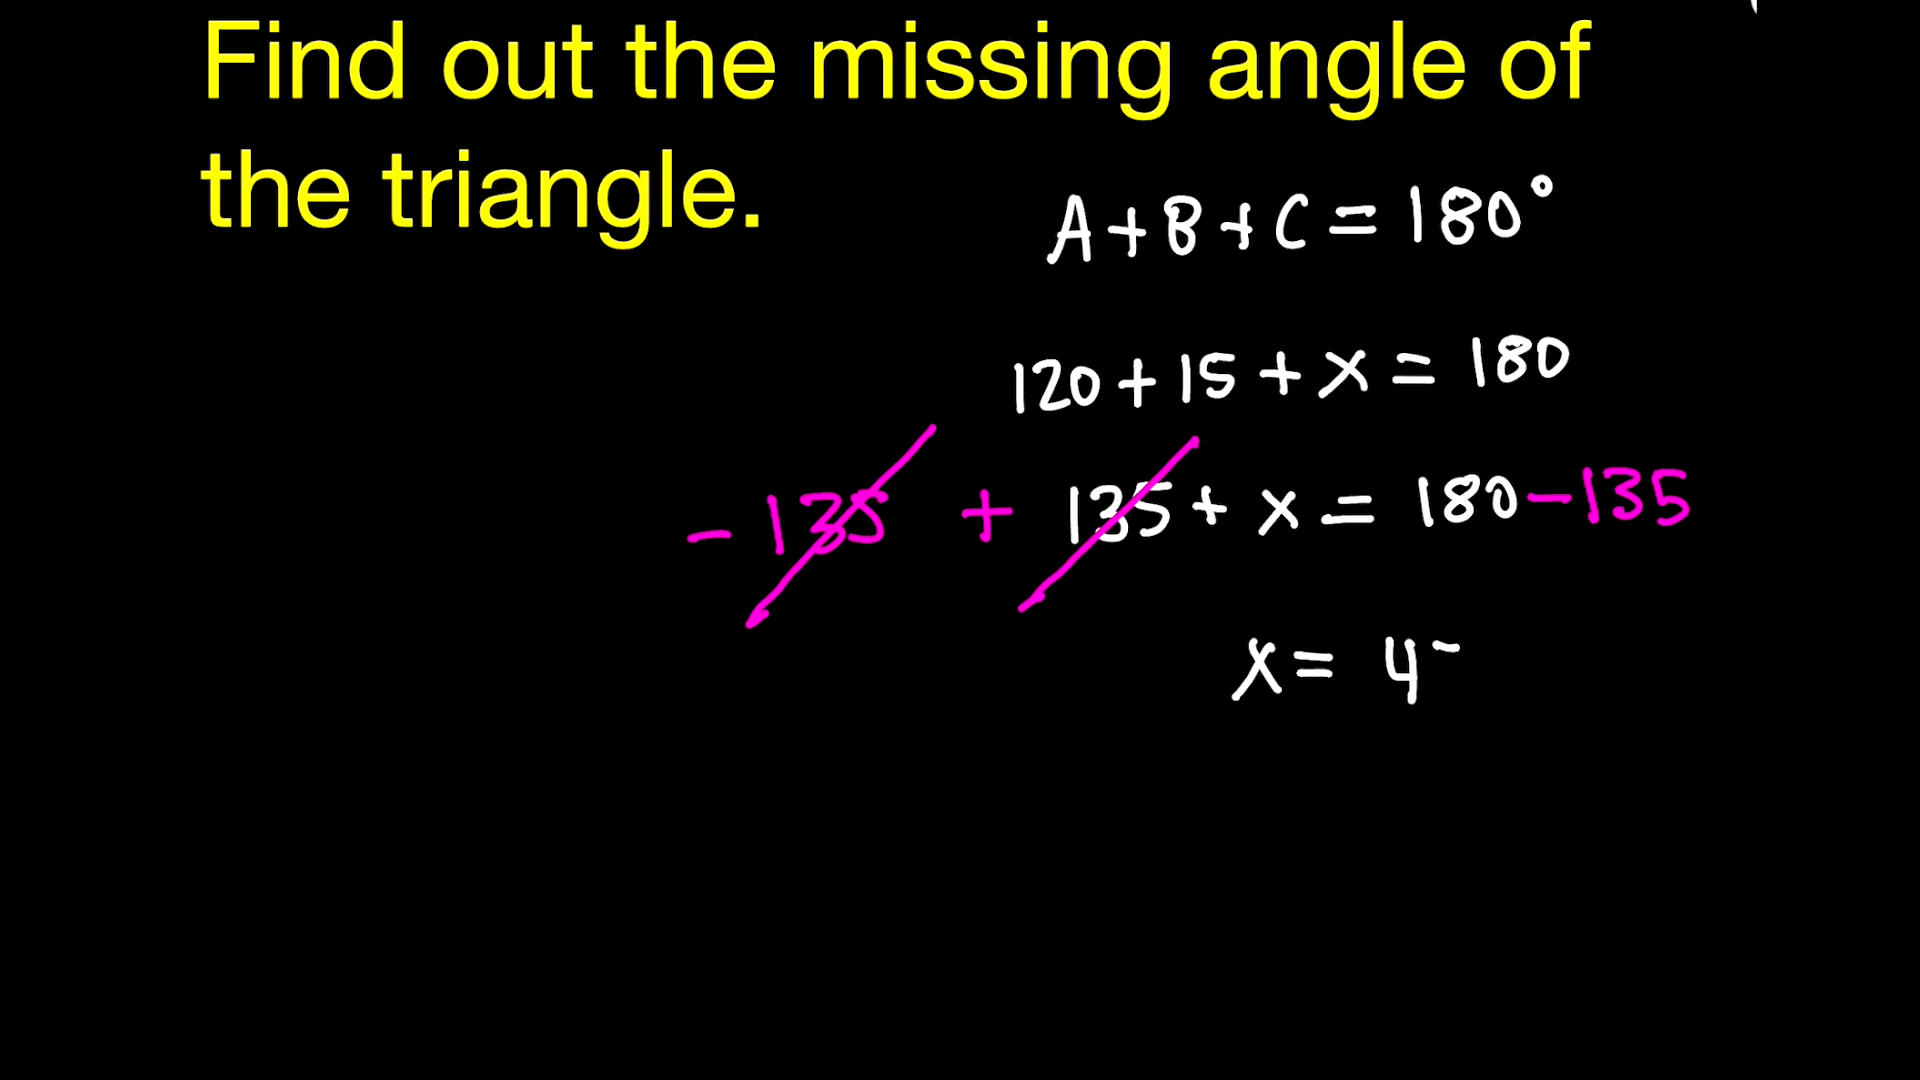 Find out the missing angle of
the triangle.
A+B+C=180°
120+15+x=180
-135 + 135+x=180-135
x= 4